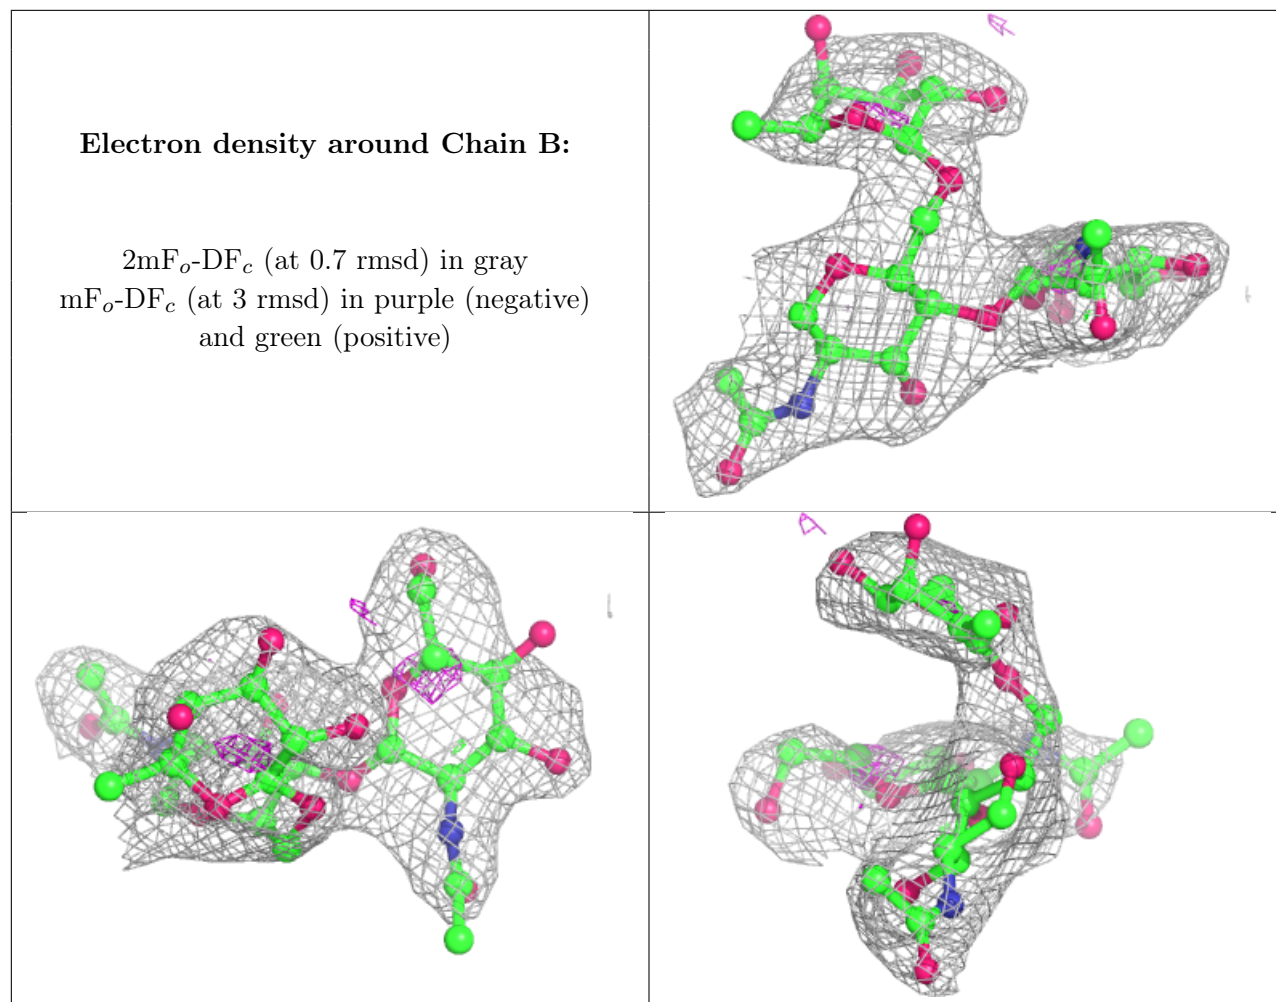 Electron density around Chain B:
2mFo-DFc (at 0.7 rmsd) in gray
mFo-DFc (at 3 rmsd) in purple (negative)
and green (positive)